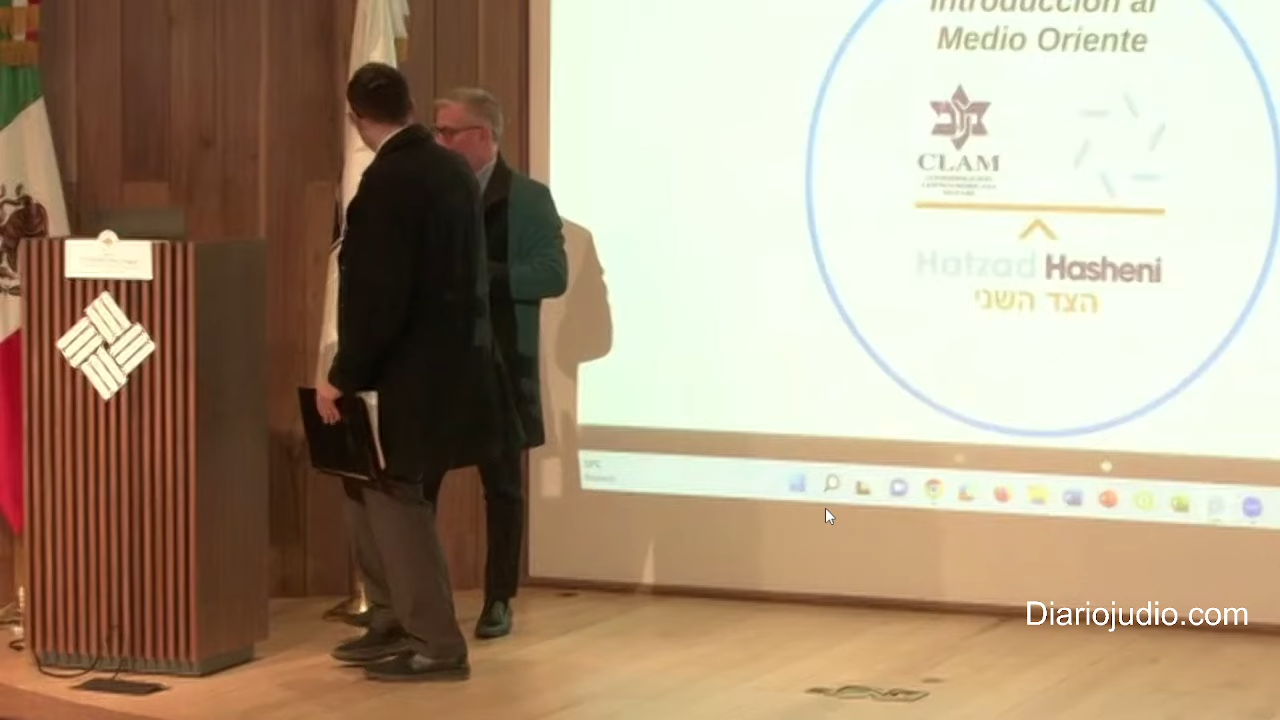 Introducción al
Medio Oriente
CLAM
Hatzad Hasheni
הצד השני
Diariojudio.com